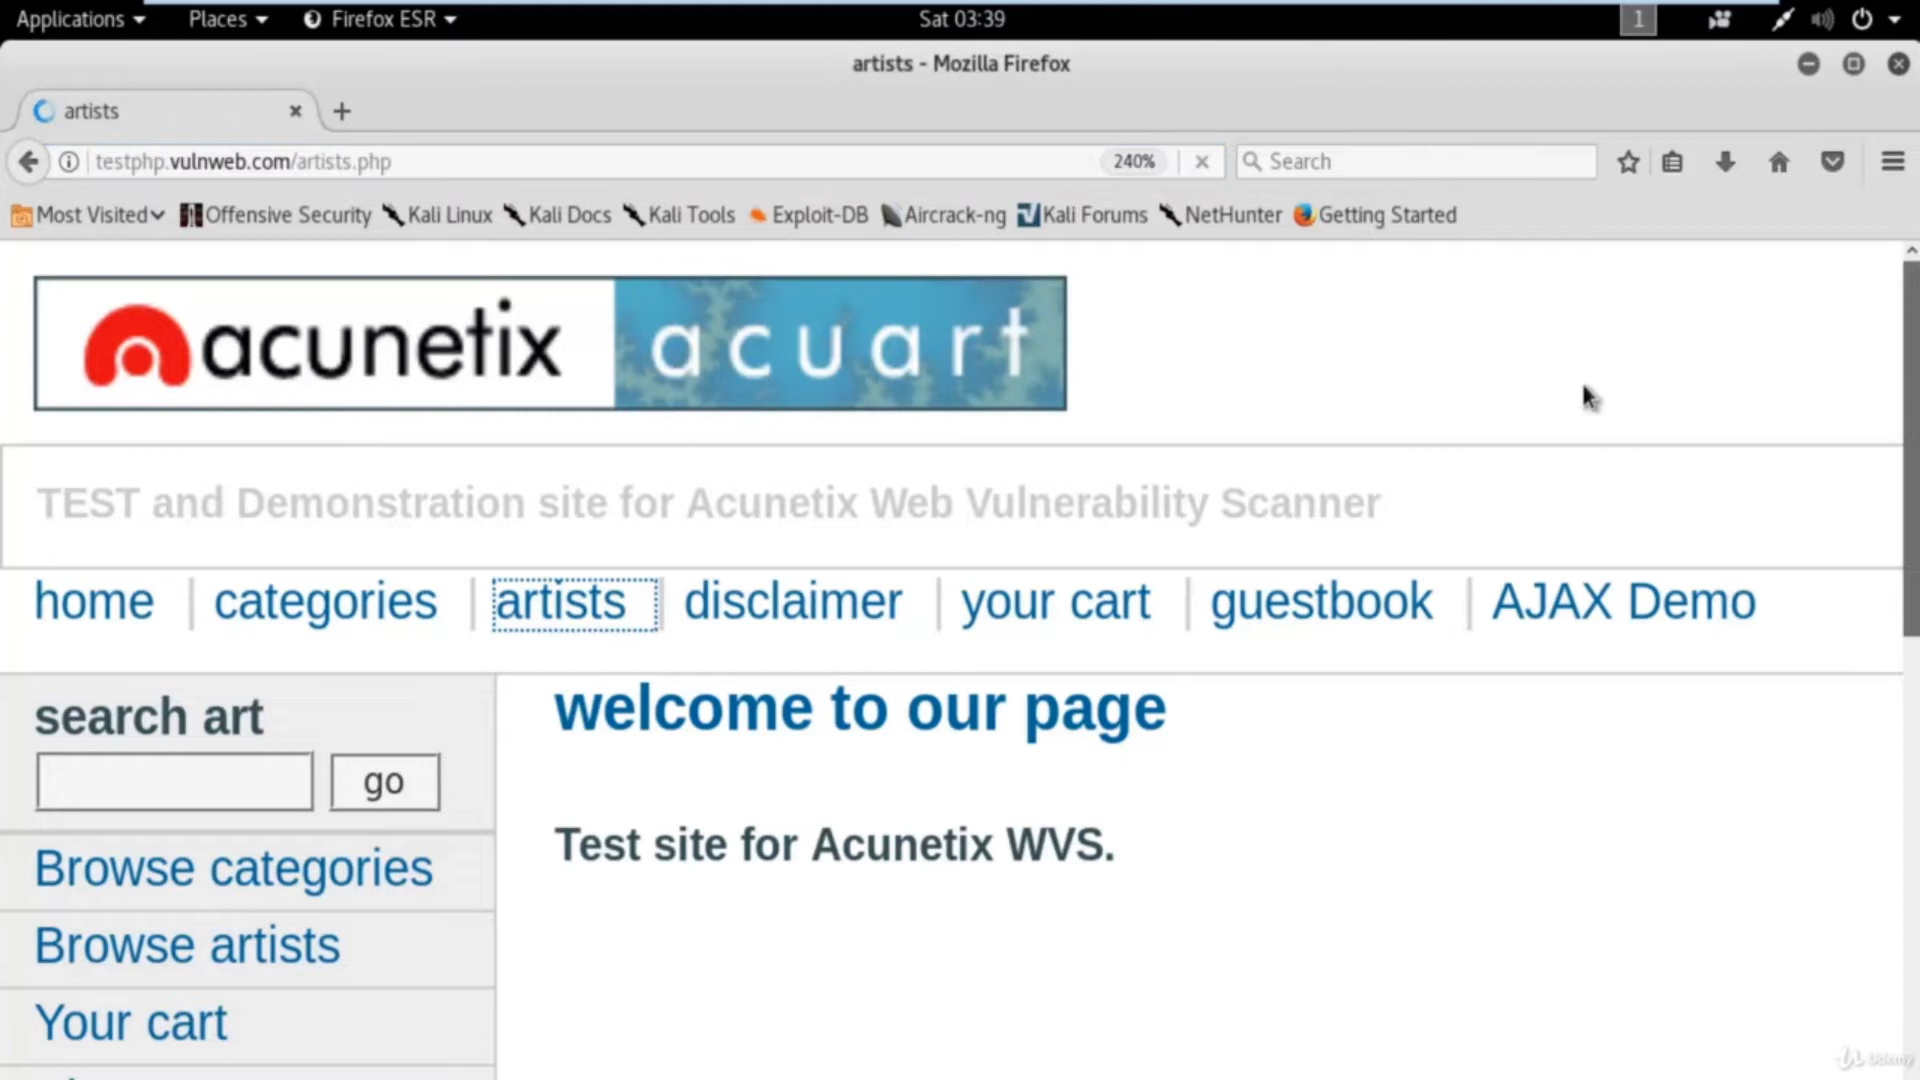 Applications Places Firefox ESR Sat 03:39 1
artists - Mozilla Firefox
artists
testphp.vulnweb.com/artists.php 240% Search
Most Visited Offensive Security Kali Linux Kali Docs Kali Tools Exploit-DB Aircrack-ng Kali Forums NetHunter Getting Started
acunetix acuart
TEST and Demonstration site for Acunetix Web Vulnerability Scanner
home categories artists disclaimer your cart guestbook AJAX Demo
search art
go
welcome to our page
Test site for Acunetix WVS.
Browse categories
Browse artists
Your cart
Udemy